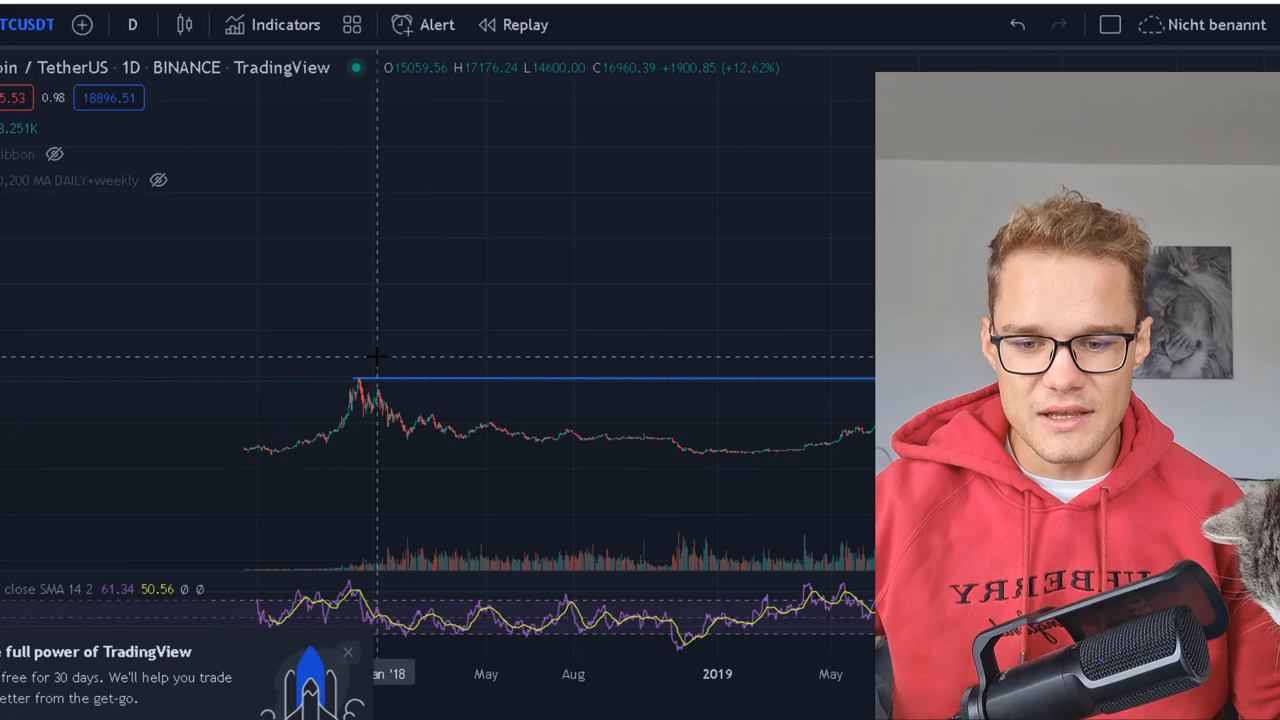 TCUSDT D Indicators Alert Replay Nicht benannt
oin / TetherUS · 1D · BINANCE · TradingView O15059.56 H17176.24 L14600.00 C16960.39 +1900.85 (+12.62%)
5.53 0.98 18896.51
3.251K
ibbon
0,200 MA DAILY+weekly
close SMA 14 2 61.34 50.56 Ø Ø
e full power of TradingView
free for 30 days. We'll help you trade
etter from the get-go.
an '18 May Aug 2019 May